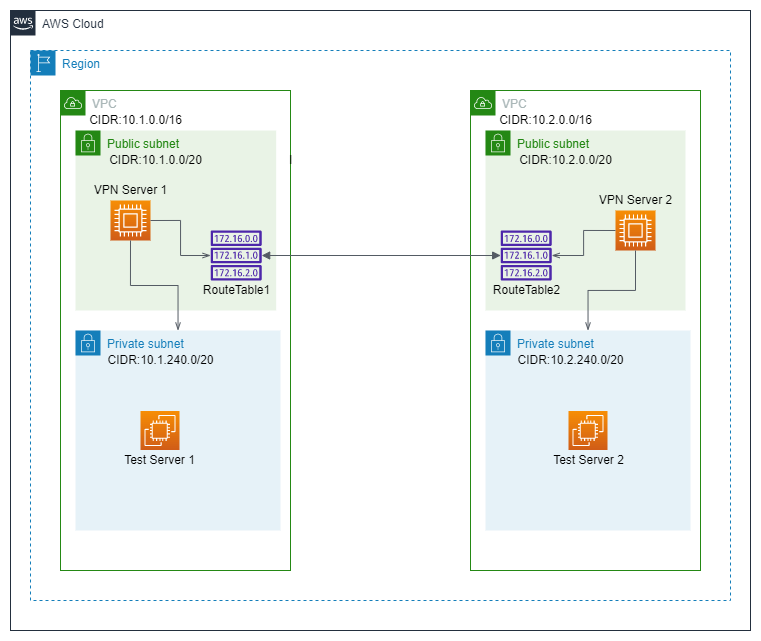 aws
AWS Cloud
Region
VPC
CIDR:10.1.0.0/16
Public subnet
CIDR:10.1.0.0/20
VPN Server 1
172.16.0.0
172.16.1.0
172.16.2.0
RouteTable1
Private subnet
CIDR:10.1.240.0/20
Test Server 1
VPC
CIDR:10.2.0.0/16
Public subnet
CIDR:10.2.0.0/20
VPN Server 2
172.16.0.0
172.16.1.0
172.16.2.0
RouteTable2
Private subnet
CIDR:10.2.240.0/20
Test Server 2